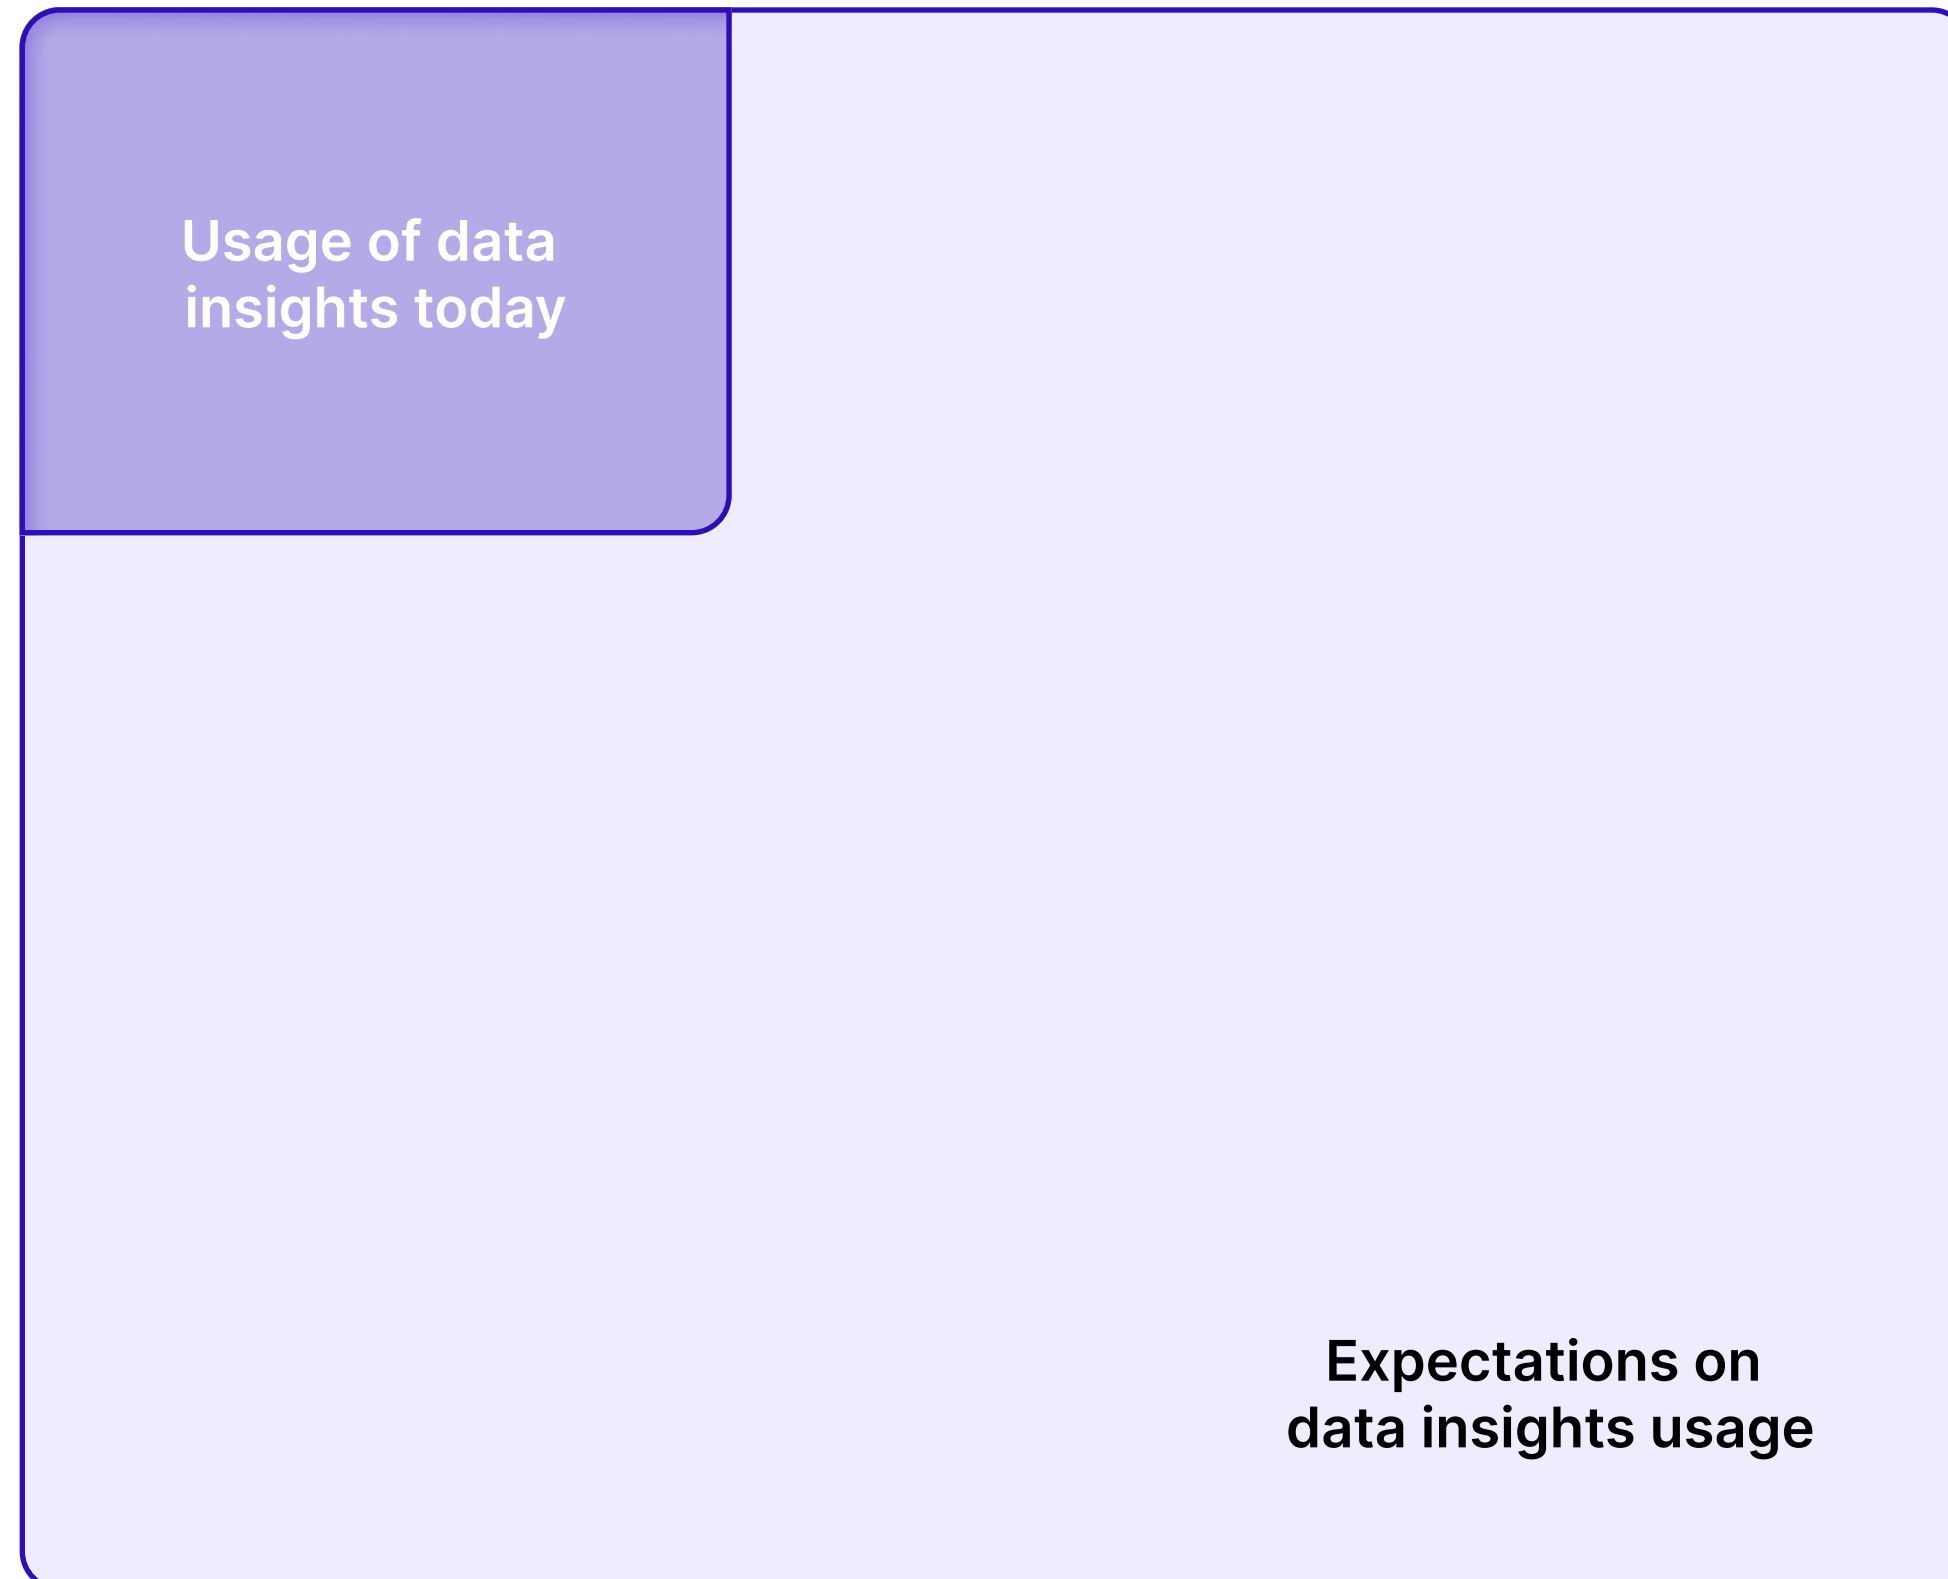 Usage of data
insights today
Expectations on
data insights usage